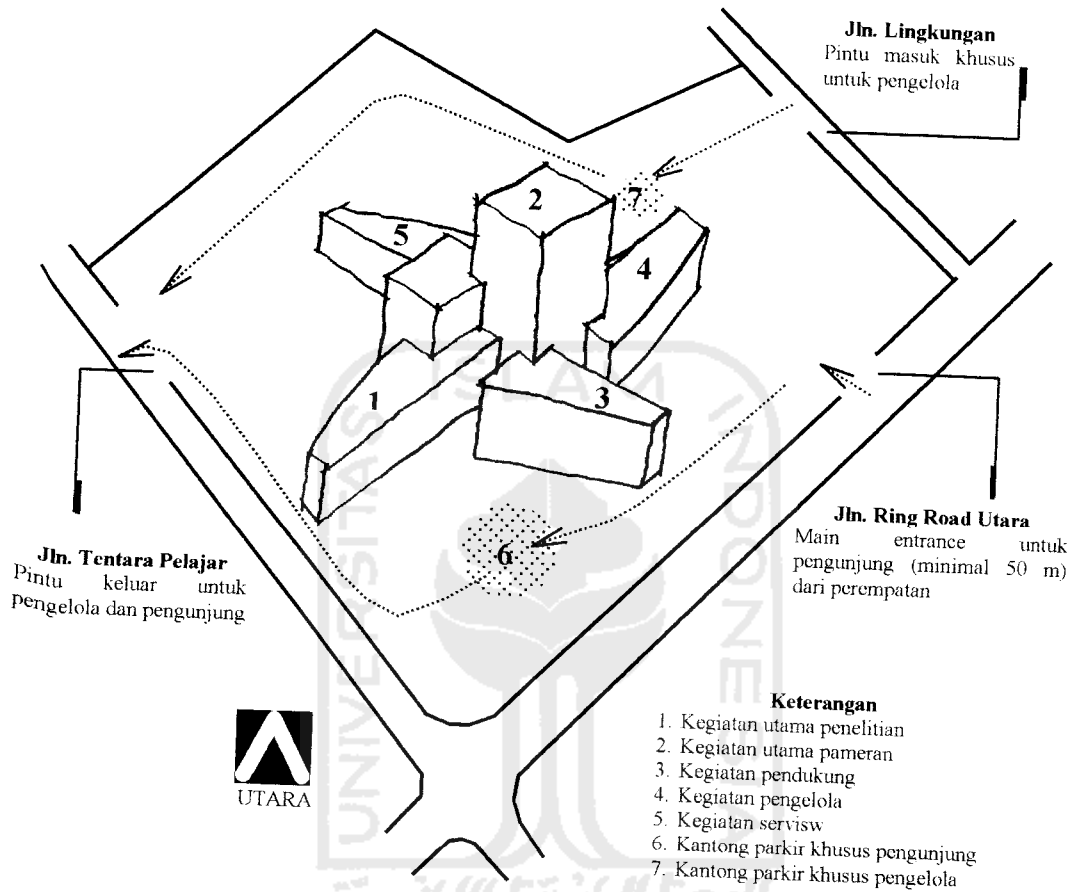 Jln. Lingkungan
Pintu masuk khusus
untuk pengelola
2
7
5
4
1
3
6
Jln. Tentara Pelajar
Pintu keluar untuk
pengelola dan pengunjung
Jln. Ring Road Utara
Main entrance untuk
pengunjung (minimal 50 m)
dari perempatan
UTARA
Keterangan
1. Kegiatan utama penelitian
2. Kegiatan utama pameran
3. Kegiatan pendukung
4. Kegiatan pengelola
5. Kegiatan servisw
6. Kantong parkir khusus pengunjung
7. Kantong parkir khusus pengelola
UNIVERSITAS
ISLAM
INDONESIA